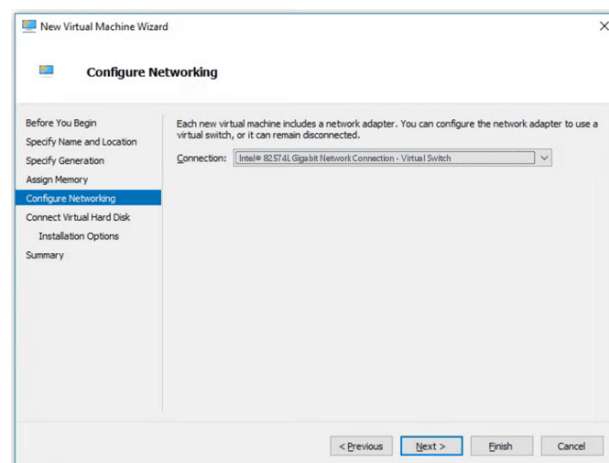 New Virtual Machine Wizard
Configure Networking
Before You Begin
Specify Name and Location
Specify Generation
Assign Memory
Configure Networking
Connect Virtual Hard Disk
Installation Options
Summary
Each new virtual machine includes a network adapter. You can configure the network adapter to use a
virtual switch, or it can remain disconnected.
Connection: Intel® 82574L Gigabit Network Connection - Virtual Switch
< Previous Next > Finish Cancel